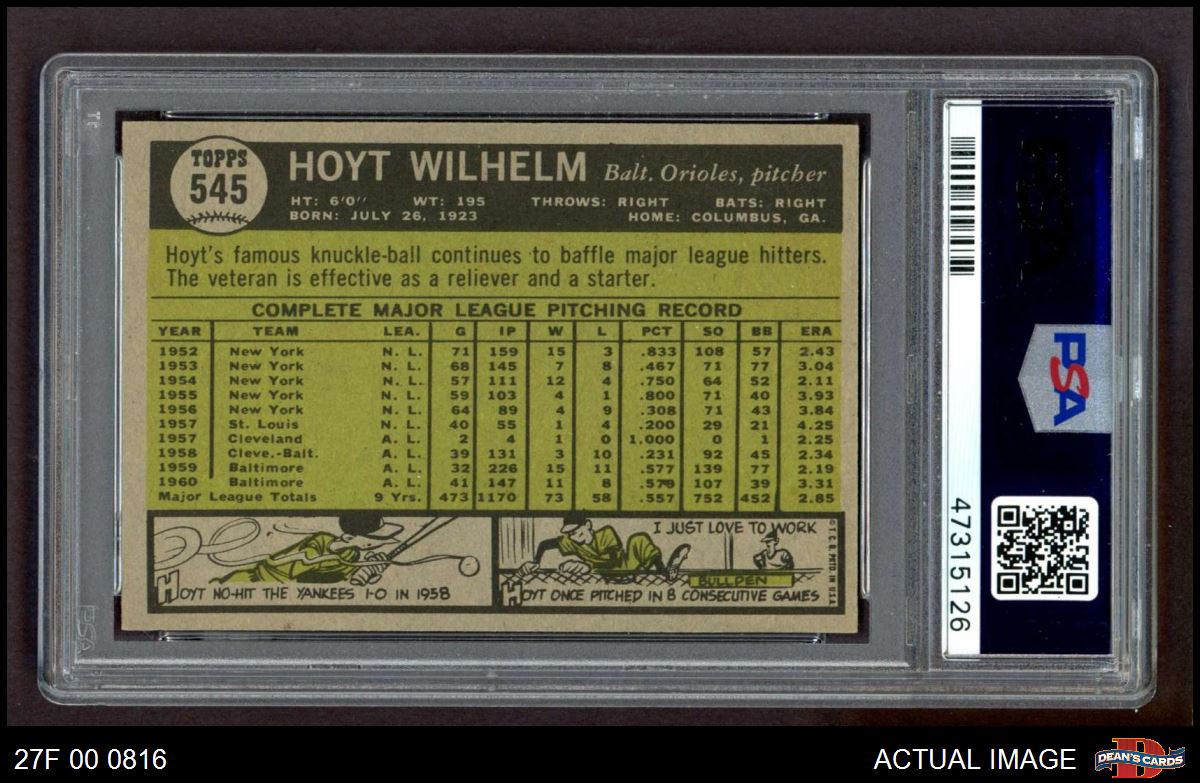 TOPPS
545
HOYT WILHELM Balt. Orioles, pitcher
HT: 6'0" WT: 195 THROWS: RIGHT BATS: RIGHT
BORN: JULY 26, 1923 HOME: COLUMBUS, GA.
Hoyt's famous knuckle-ball continues to baffle major league hitters.
The veteran is effective as a reliever and a starter.
COMPLETE MAJOR LEAGUE PITCHING RECORD
YEAR TEAM LEA. G IP W L PCT SO BB ERA
1952 New York N. L. 71 159 15 3 .833 108 57 2.43
1953 New York N. L. 68 145 7 8 .467 71 77 3.04
1954 New York N. L. 57 111 12 4 .750 64 52 2.11
1955 New York N. L. 59 103 4 1 .800 71 40 3.93
1956 New York N. L. 64 89 4 9 .308 71 43 3.84
1957 St. Louis N. L. 40 55 1 4 .200 29 21 4.25
1957 Cleveland A. L. 2 4 1 0 1.000 0 1 2.25
1958 Cleve.-Balt. A. L. 39 131 3 10 .231 92 45 2.34
1959 Baltimore A. L. 32 226 15 11 .577 139 77 2.19
1960 Baltimore A. L. 41 147 11 8 .579 107 39 3.31
Major League Totals 9 Yrs. 473 1170 73 58 .557 752 452 2.85
HOYT NO-HIT THE YANKEES 1-0 IN 1958
I JUST LOVE TO WORK
BULLPEN
HOYT ONCE PITCHED IN 8 CONSECUTIVE GAMES
© T. C. G. PRTD. IN U.S.A.
PSA
47315126
PSA
27F 00 0816
ACTUAL IMAGE
DEAN'S CARDS